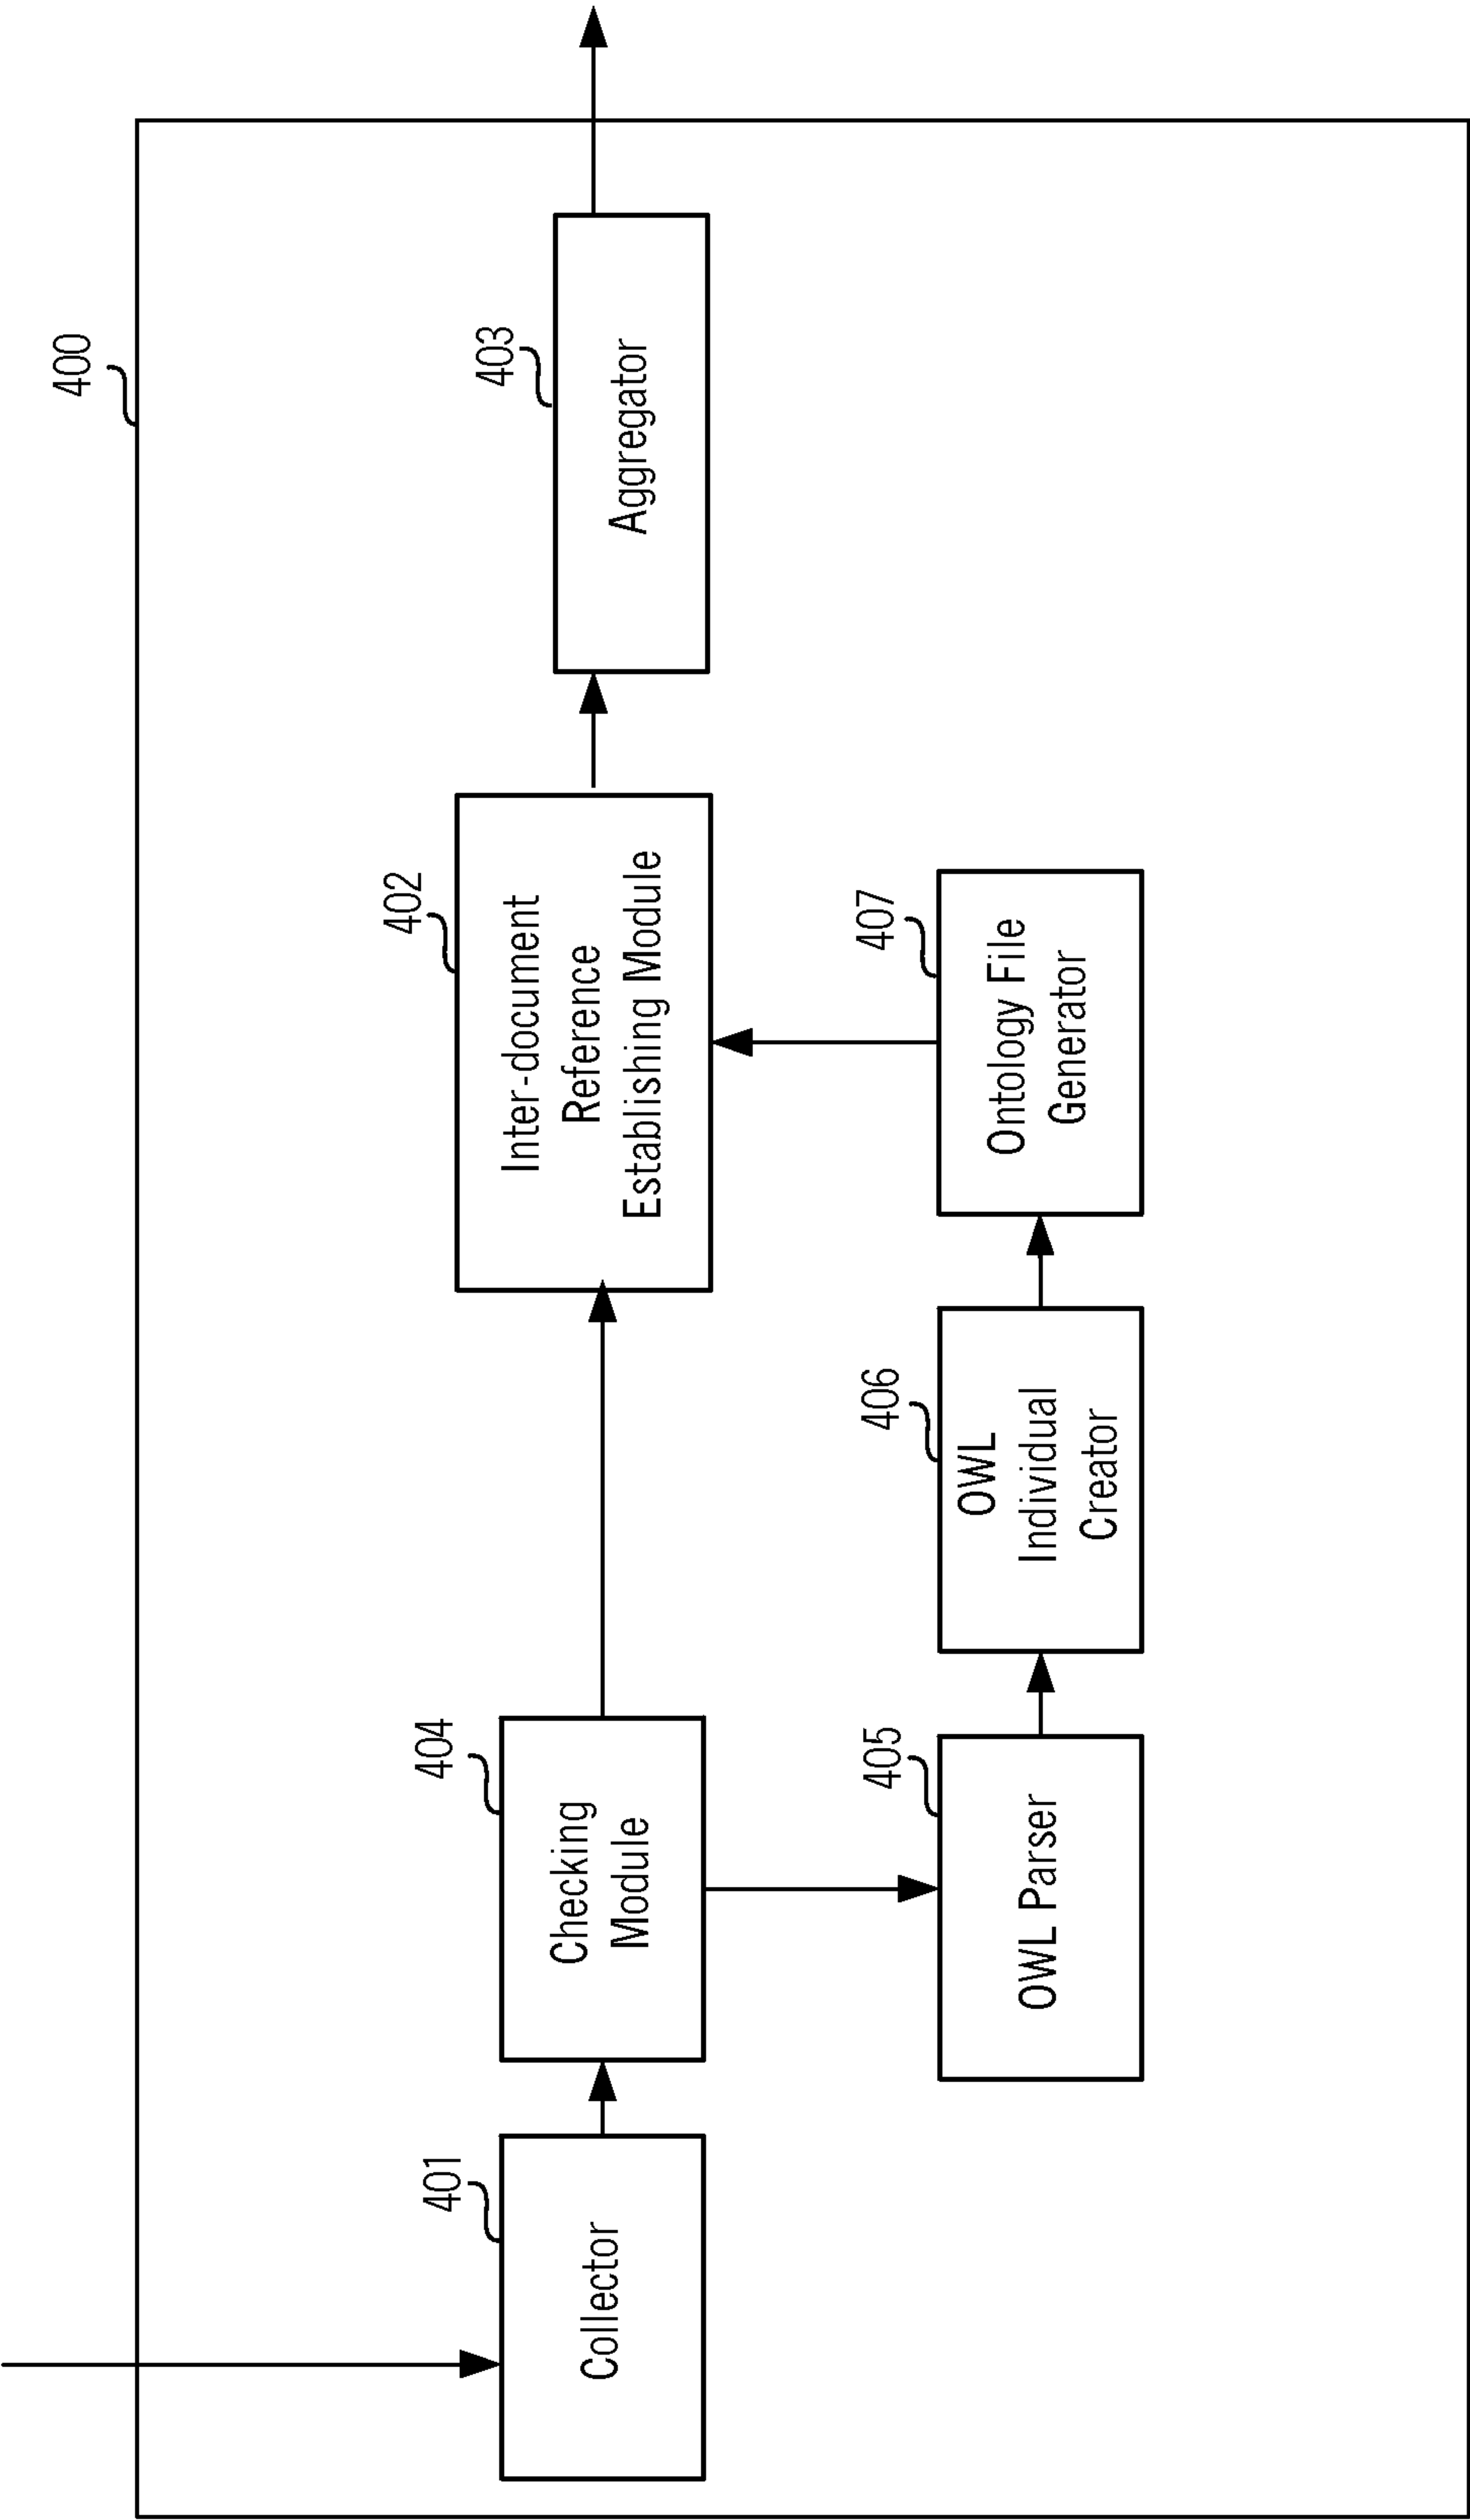 400
401
Collector
404
Checking
Module
402
Inter-document
Reference
Establishing Module
403
Aggregator
405
OWL Parser
406
OWL
Individual
Creator
407
Ontology File
Generator